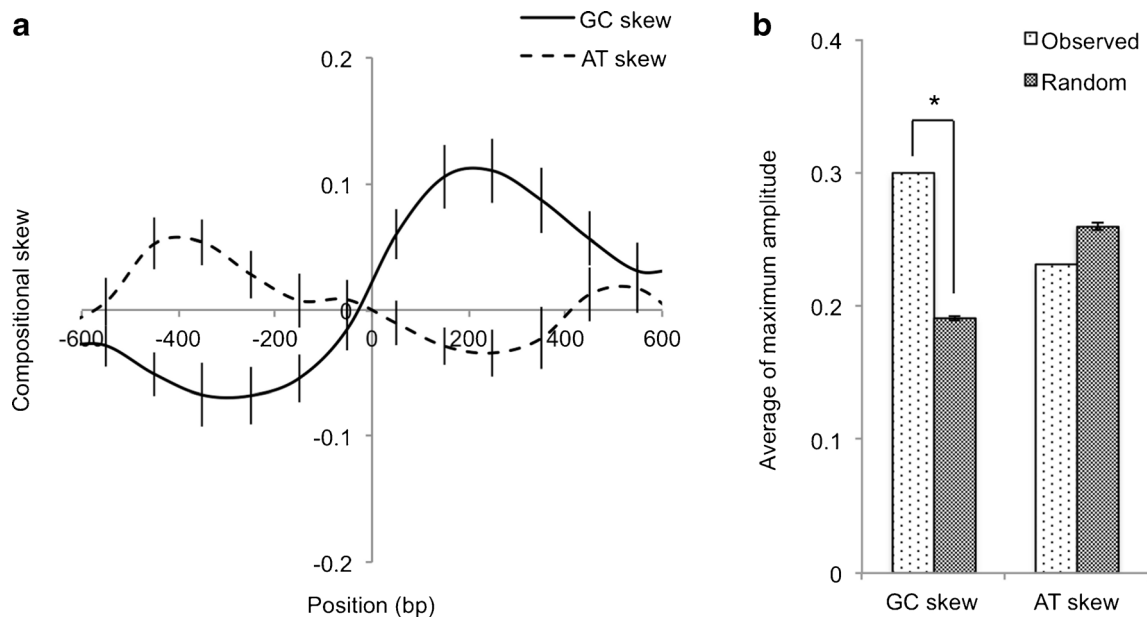 a
GC skew
AT skew
0.2
0.1
0
-0.1
-0.2
-600
-400
-200
0
200
400
600
Compositional skew
Position (bp)
b
Observed
Random
*
0.4
0.3
0.2
0.1
0
Average of maximum amplitude
GC skew
AT skew